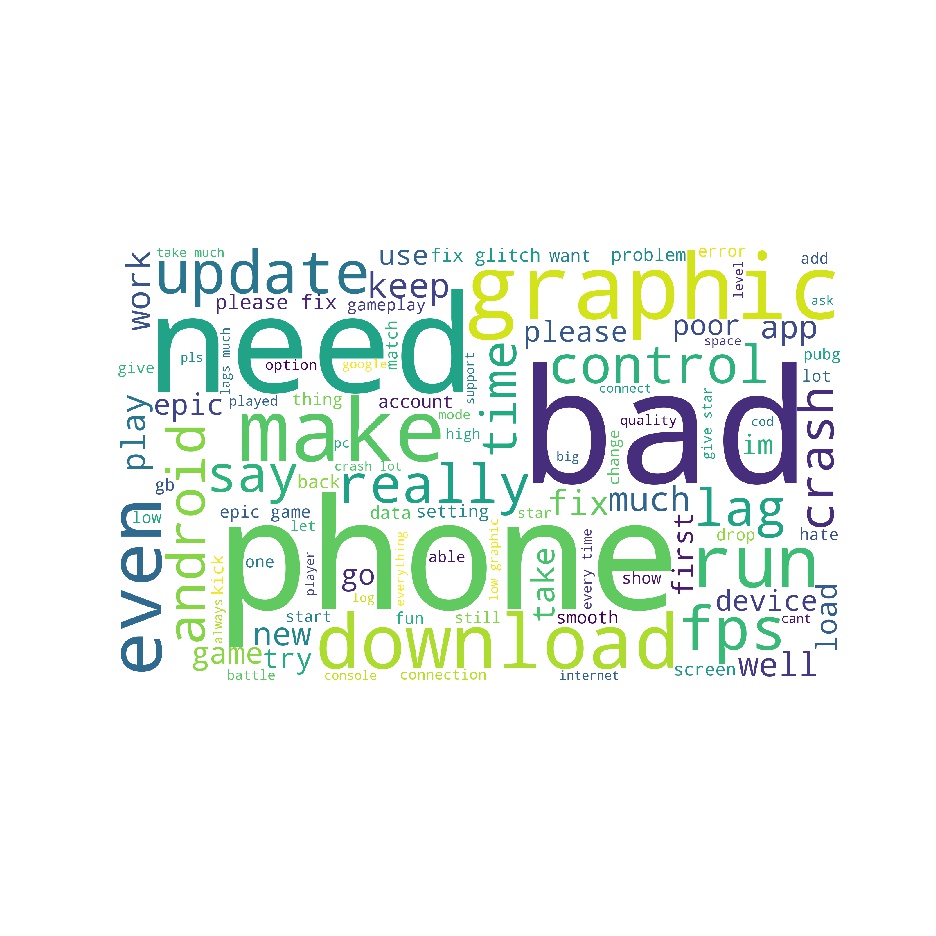 take much
work
update
use
fix glitch
want
problem
error
level
add
keep
graphic
ask
please fix
gameplay
need
please
poor
app
space
match
time
control
pubg
give
pls
lags much
option
google
support
connect
lot
play
epic
played
thing
account
mode
bad
quality
change
give star
cod
im
crash
make
pc
high
big
android
say
crash lot
back
really
gb
epic game
data
setting
star
fix
much
lag
low
let
low graphic
drop
hate
even
phone
first
run
one
player
go
everything
able
take
every time
show
device
load
always
kick
log
start
fun
still
smooth
fps
cant
new
download
game
try
screen
well
battle
console
connection
internet